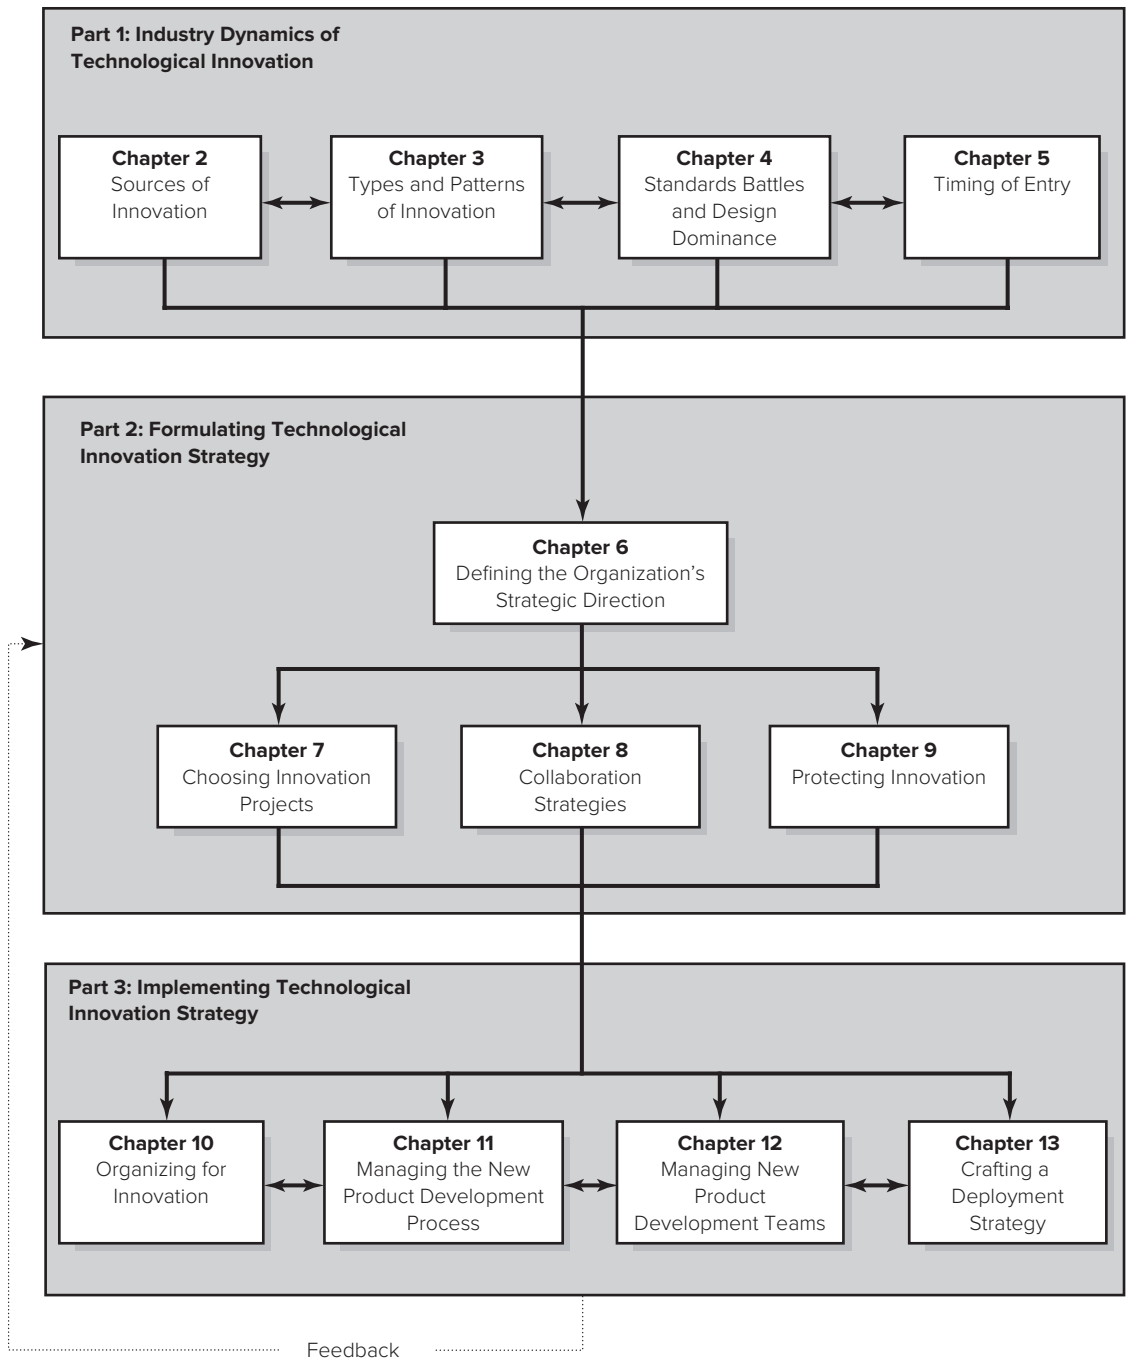 Part 1: Industry Dynamics of
Technological Innovation
Chapter 2
Sources of
Innovation
Chapter 3
Types and Patterns
of Innovation
Chapter 4
Standards Battles
and Design
Dominance
Chapter 5
Timing of Entry
Part 2: Formulating Technological
Innovation Strategy
Chapter 6
Defining the Organization’s
Strategic Direction
Chapter 7
Choosing Innovation
Projects
Chapter 8
Collaboration
Strategies
Chapter 9
Protecting Innovation
Part 3: Implementing Technological
Innovation Strategy
Chapter 10
Organizing for
Innovation
Chapter 11
Managing the New
Product Development
Process
Chapter 12
Managing New
Product
Development Teams
Chapter 13
Crafting a
Deployment
Strategy
Feedback